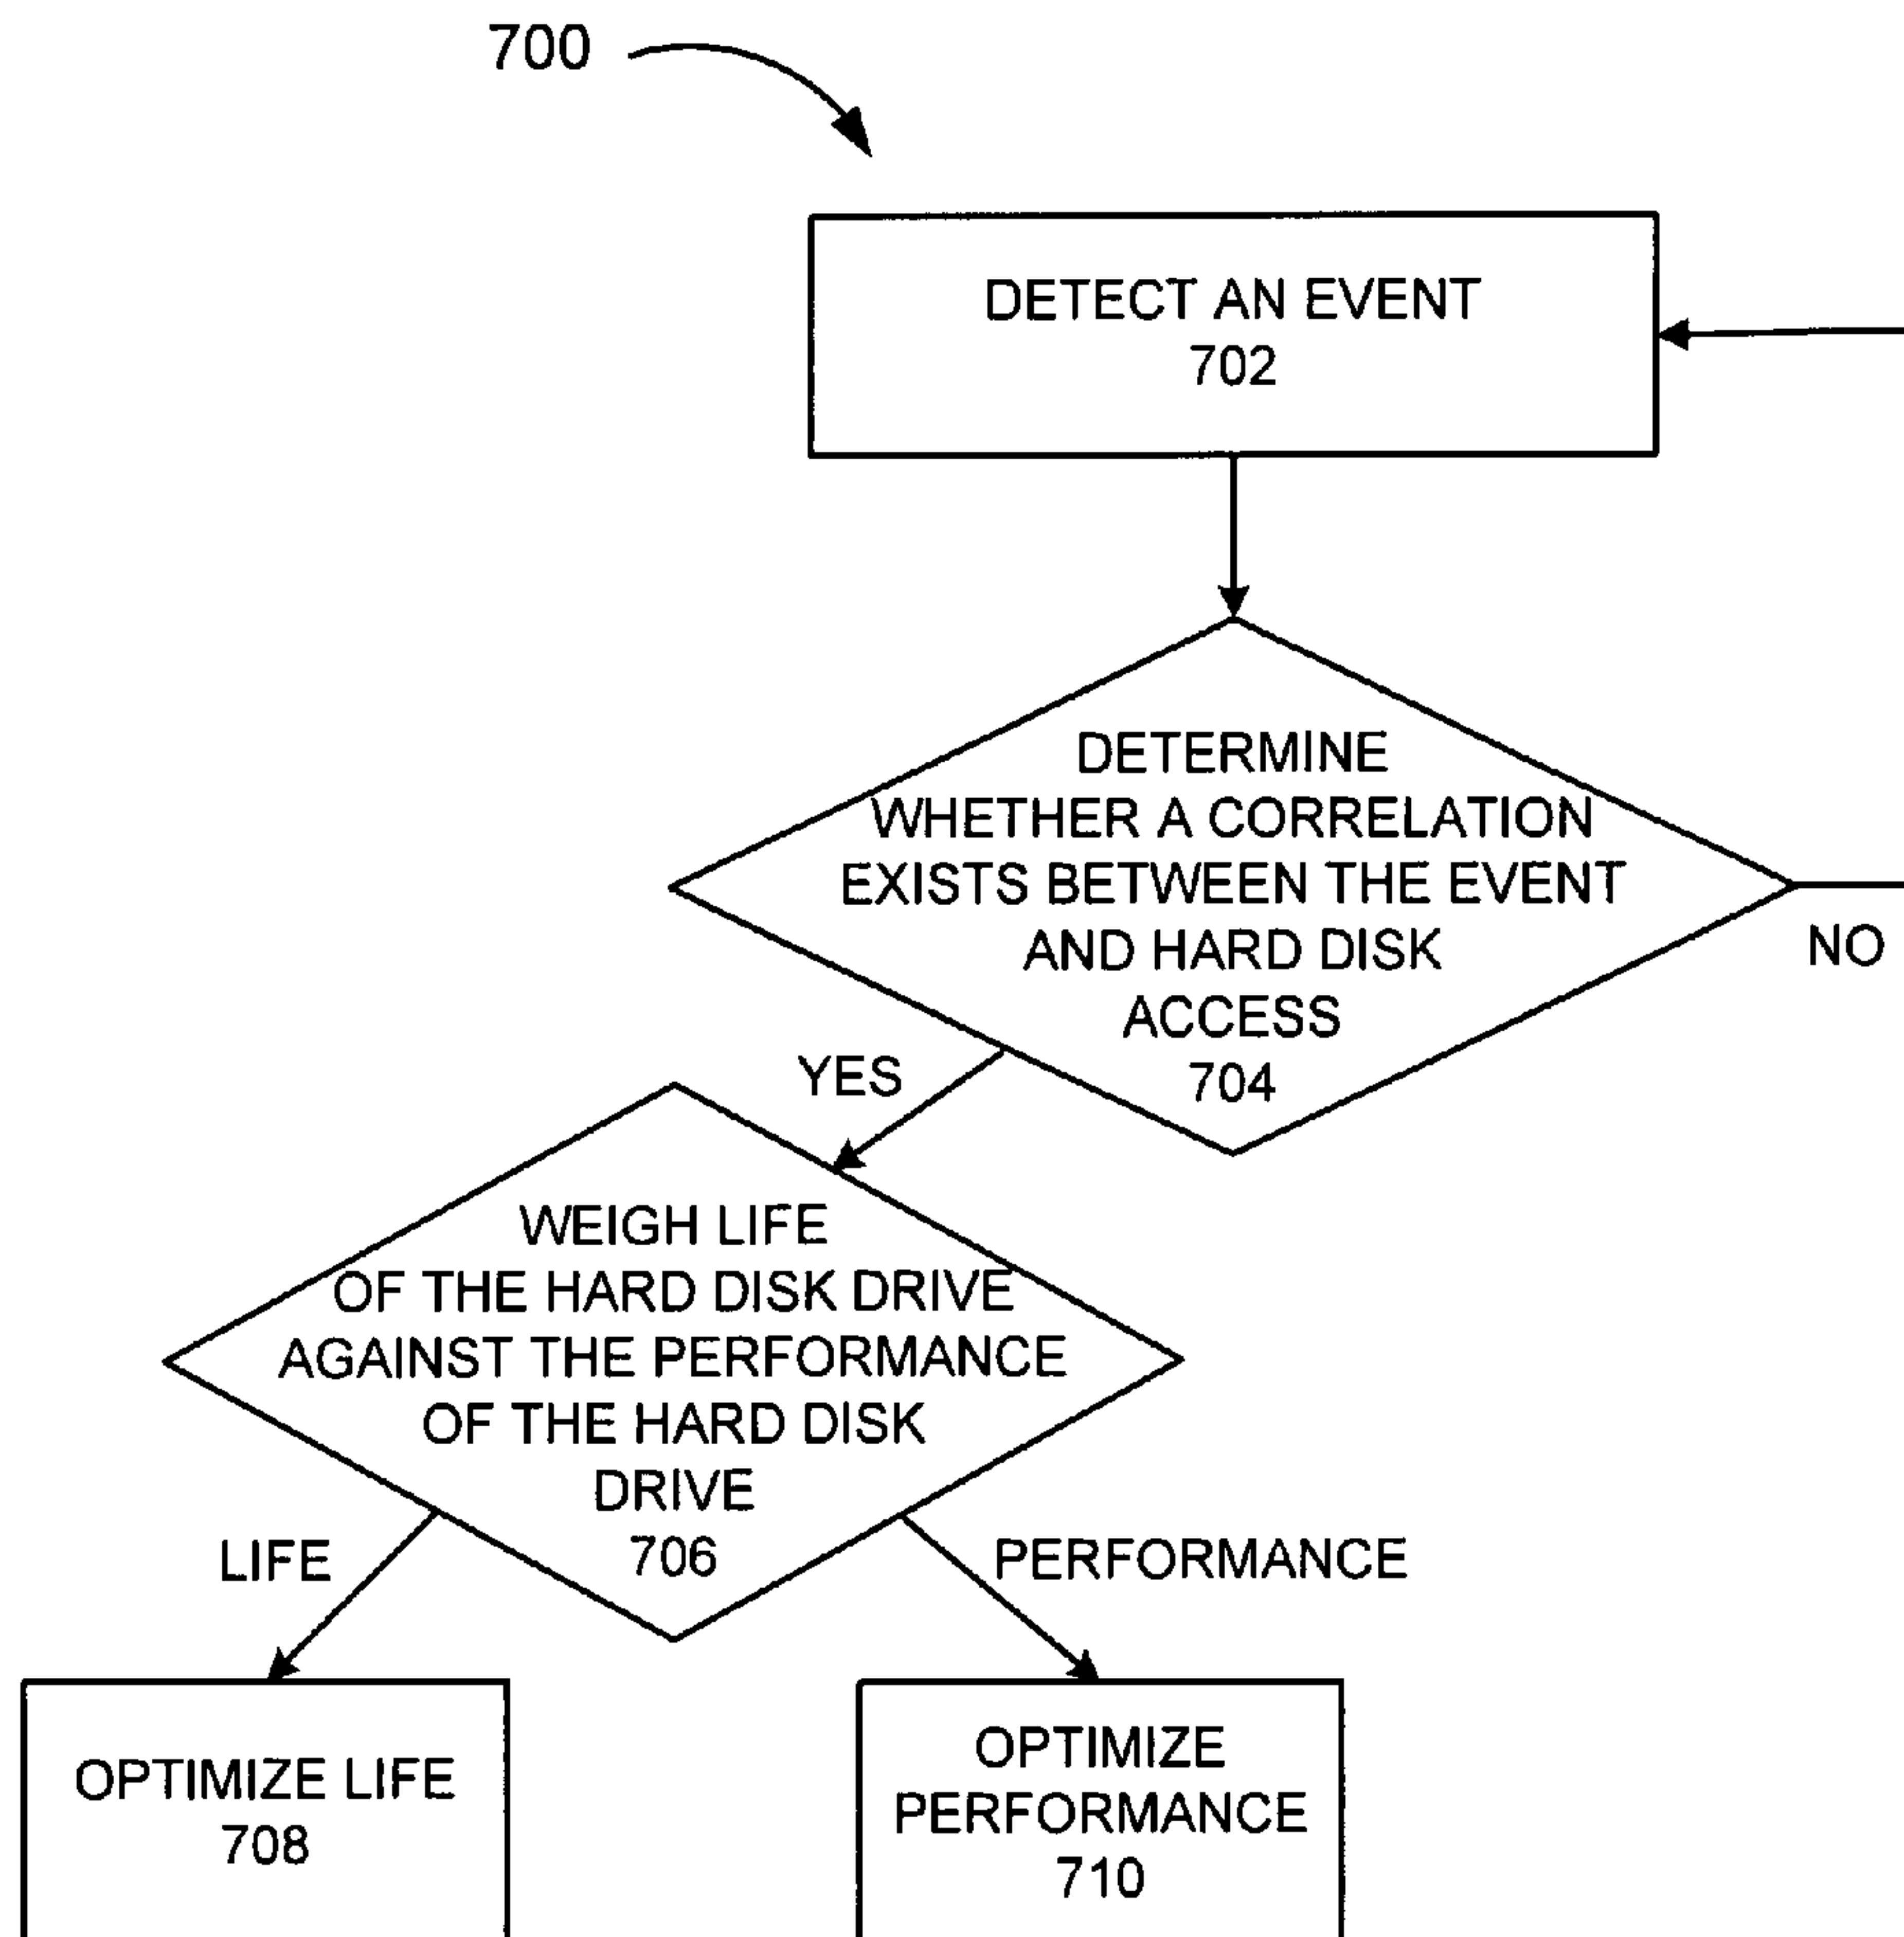 700
DETECT AN EVENT
702
DETERMINE
WHETHER A CORRELATION
EXISTS BETWEEN THE EVENT
AND HARD DISK
ACCESS
704
NO
YES
WEIGH LIFE
OF THE HARD DISK DRIVE
AGAINST THE PERFORMANCE
OF THE HARD DISK
DRIVE
706
LIFE
PERFORMANCE
OPTIMIZE LIFE
708
OPTIMIZE
PERFORMANCE
710